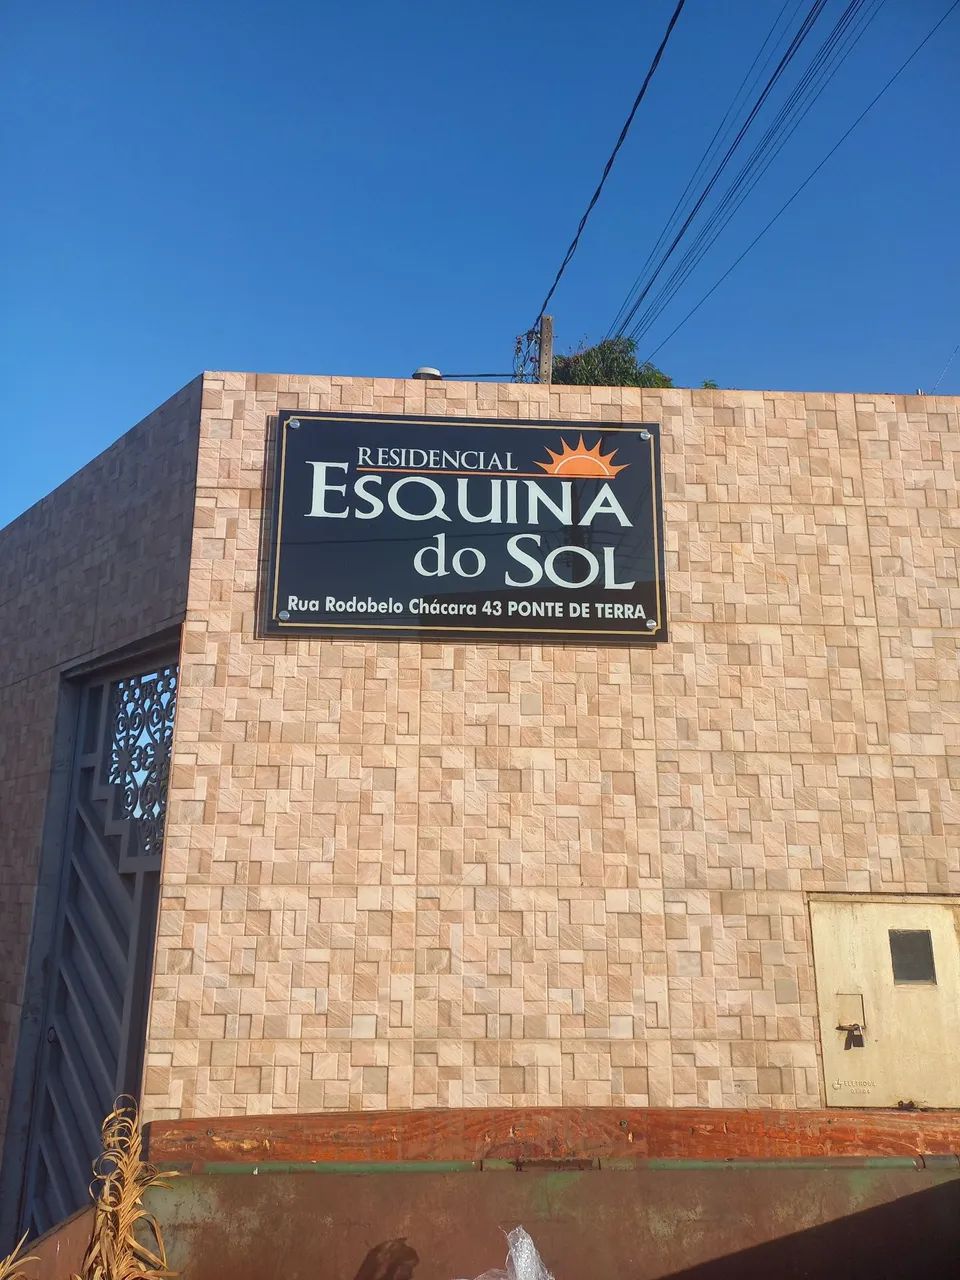 RESIDENCIAL
ESQUINA
do SOL
Rua Rodobelo Chácara 43 PONTE DE TERRA